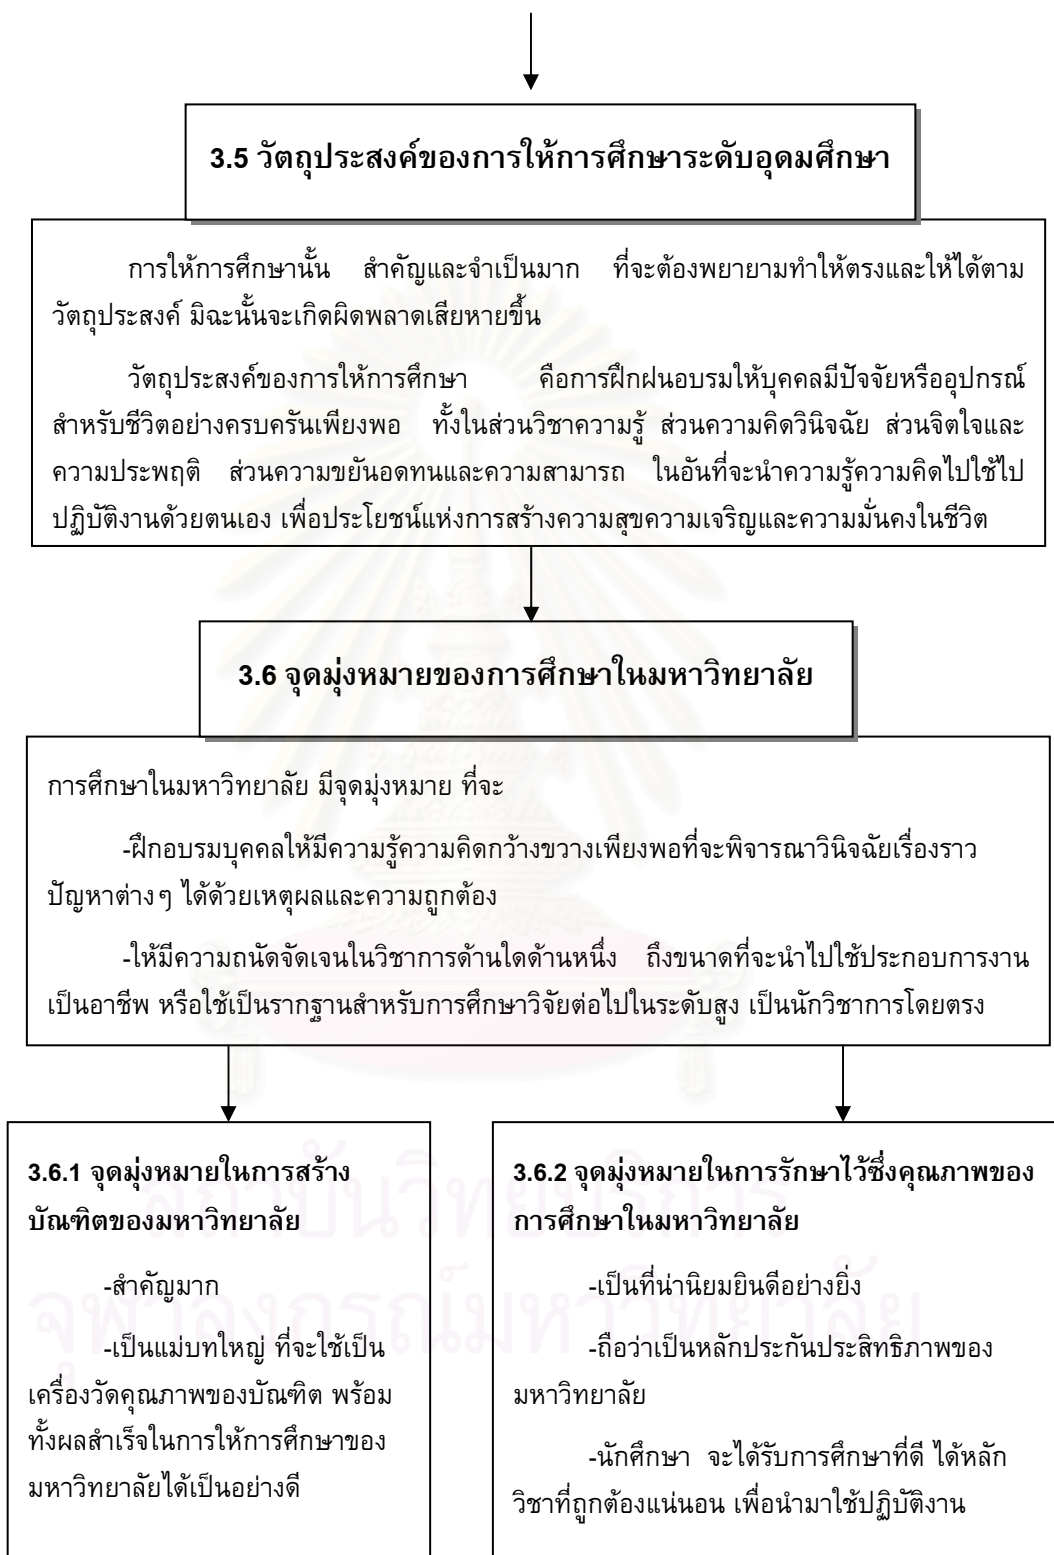 3.5 วัตถุประสงค์ของการให้การศึกษาระดับอุดมศึกษา
การให้การศึกษานั้น สำคัญและจำเป็นมาก ที่จะต้องพยายามทำให้ตรงและให้ได้ตาม
วัตถุประสงค์ มิฉะนั้นจะเกิดผิดพลาดเสียหายขึ้น
วัตถุประสงค์ของการให้การศึกษา คือการฝึกฝนอบรมให้บุคคลมีปัจจัยหรืออุปกรณ์
สำหรับชีวิตอย่างครบครันเพียงพอ ทั้งในส่วนวิชาความรู้ ส่วนความคิดวินิจฉัย ส่วนจิตใจและ
ความประพฤติ ส่วนความขยันอดทนและความสามารถ ในอันที่จะนำความรู้ความคิดไปใช้ไป
ปฏิบัติงานด้วยตนเอง เพื่อประโยชน์แห่งการสร้างความสุขความเจริญและความมั่นคงในชีวิต
3.6 จุดมุ่งหมายของการศึกษาในมหาวิทยาลัย
การศึกษาในมหาวิทยาลัย มีจุดมุ่งหมาย ที่จะ
-ฝึกอบรมบุคคลให้มีความรู้ความคิดกว้างขวางเพียงพอที่จะพิจารณาวินิจฉัยเรื่องราว
ปัญหาต่างๆ ได้ด้วยเหตุผลและความถูกต้อง
-ให้มีความถนัดจัดเจนในวิชาการด้านใดด้านหนึ่ง ถึงขนาดที่จะนำไปใช้ประกอบการงาน
เป็นอาชีพ หรือใช้เป็นรากฐานสำหรับการศึกษาวิจัยต่อไปในระดับสูง เป็นนักวิชาการโดยตรง
3.6.1 จุดมุ่งหมายในการสร้าง
บัณฑิตของมหาวิทยาลัย
-สำคัญมาก
-เป็นแม่บทใหญ่ ที่จะใช้เป็น
เครื่องวัดคุณภาพของบัณฑิต พร้อม
ทั้งผลสำเร็จในการให้การศึกษาของ
มหาวิทยาลัยได้เป็นอย่างดี
3.6.2 จุดมุ่งหมายในการรักษาไว้ซึ่งคุณภาพของ
การศึกษาในมหาวิทยาลัย
-เป็นที่น่านิยมยินดีอย่างยิ่ง
-ถือว่าเป็นหลักประกันประสิทธิภาพของ
มหาวิทยาลัย
-นักศึกษา จะได้รับการศึกษาที่ดี ได้หลัก
วิชาที่ถูกต้องแน่นอน เพื่อนำมาใช้ปฏิบัติงาน
สถาบันวิทยบริการ
จุฬาลงกรณ์มหาวิทยาลัย